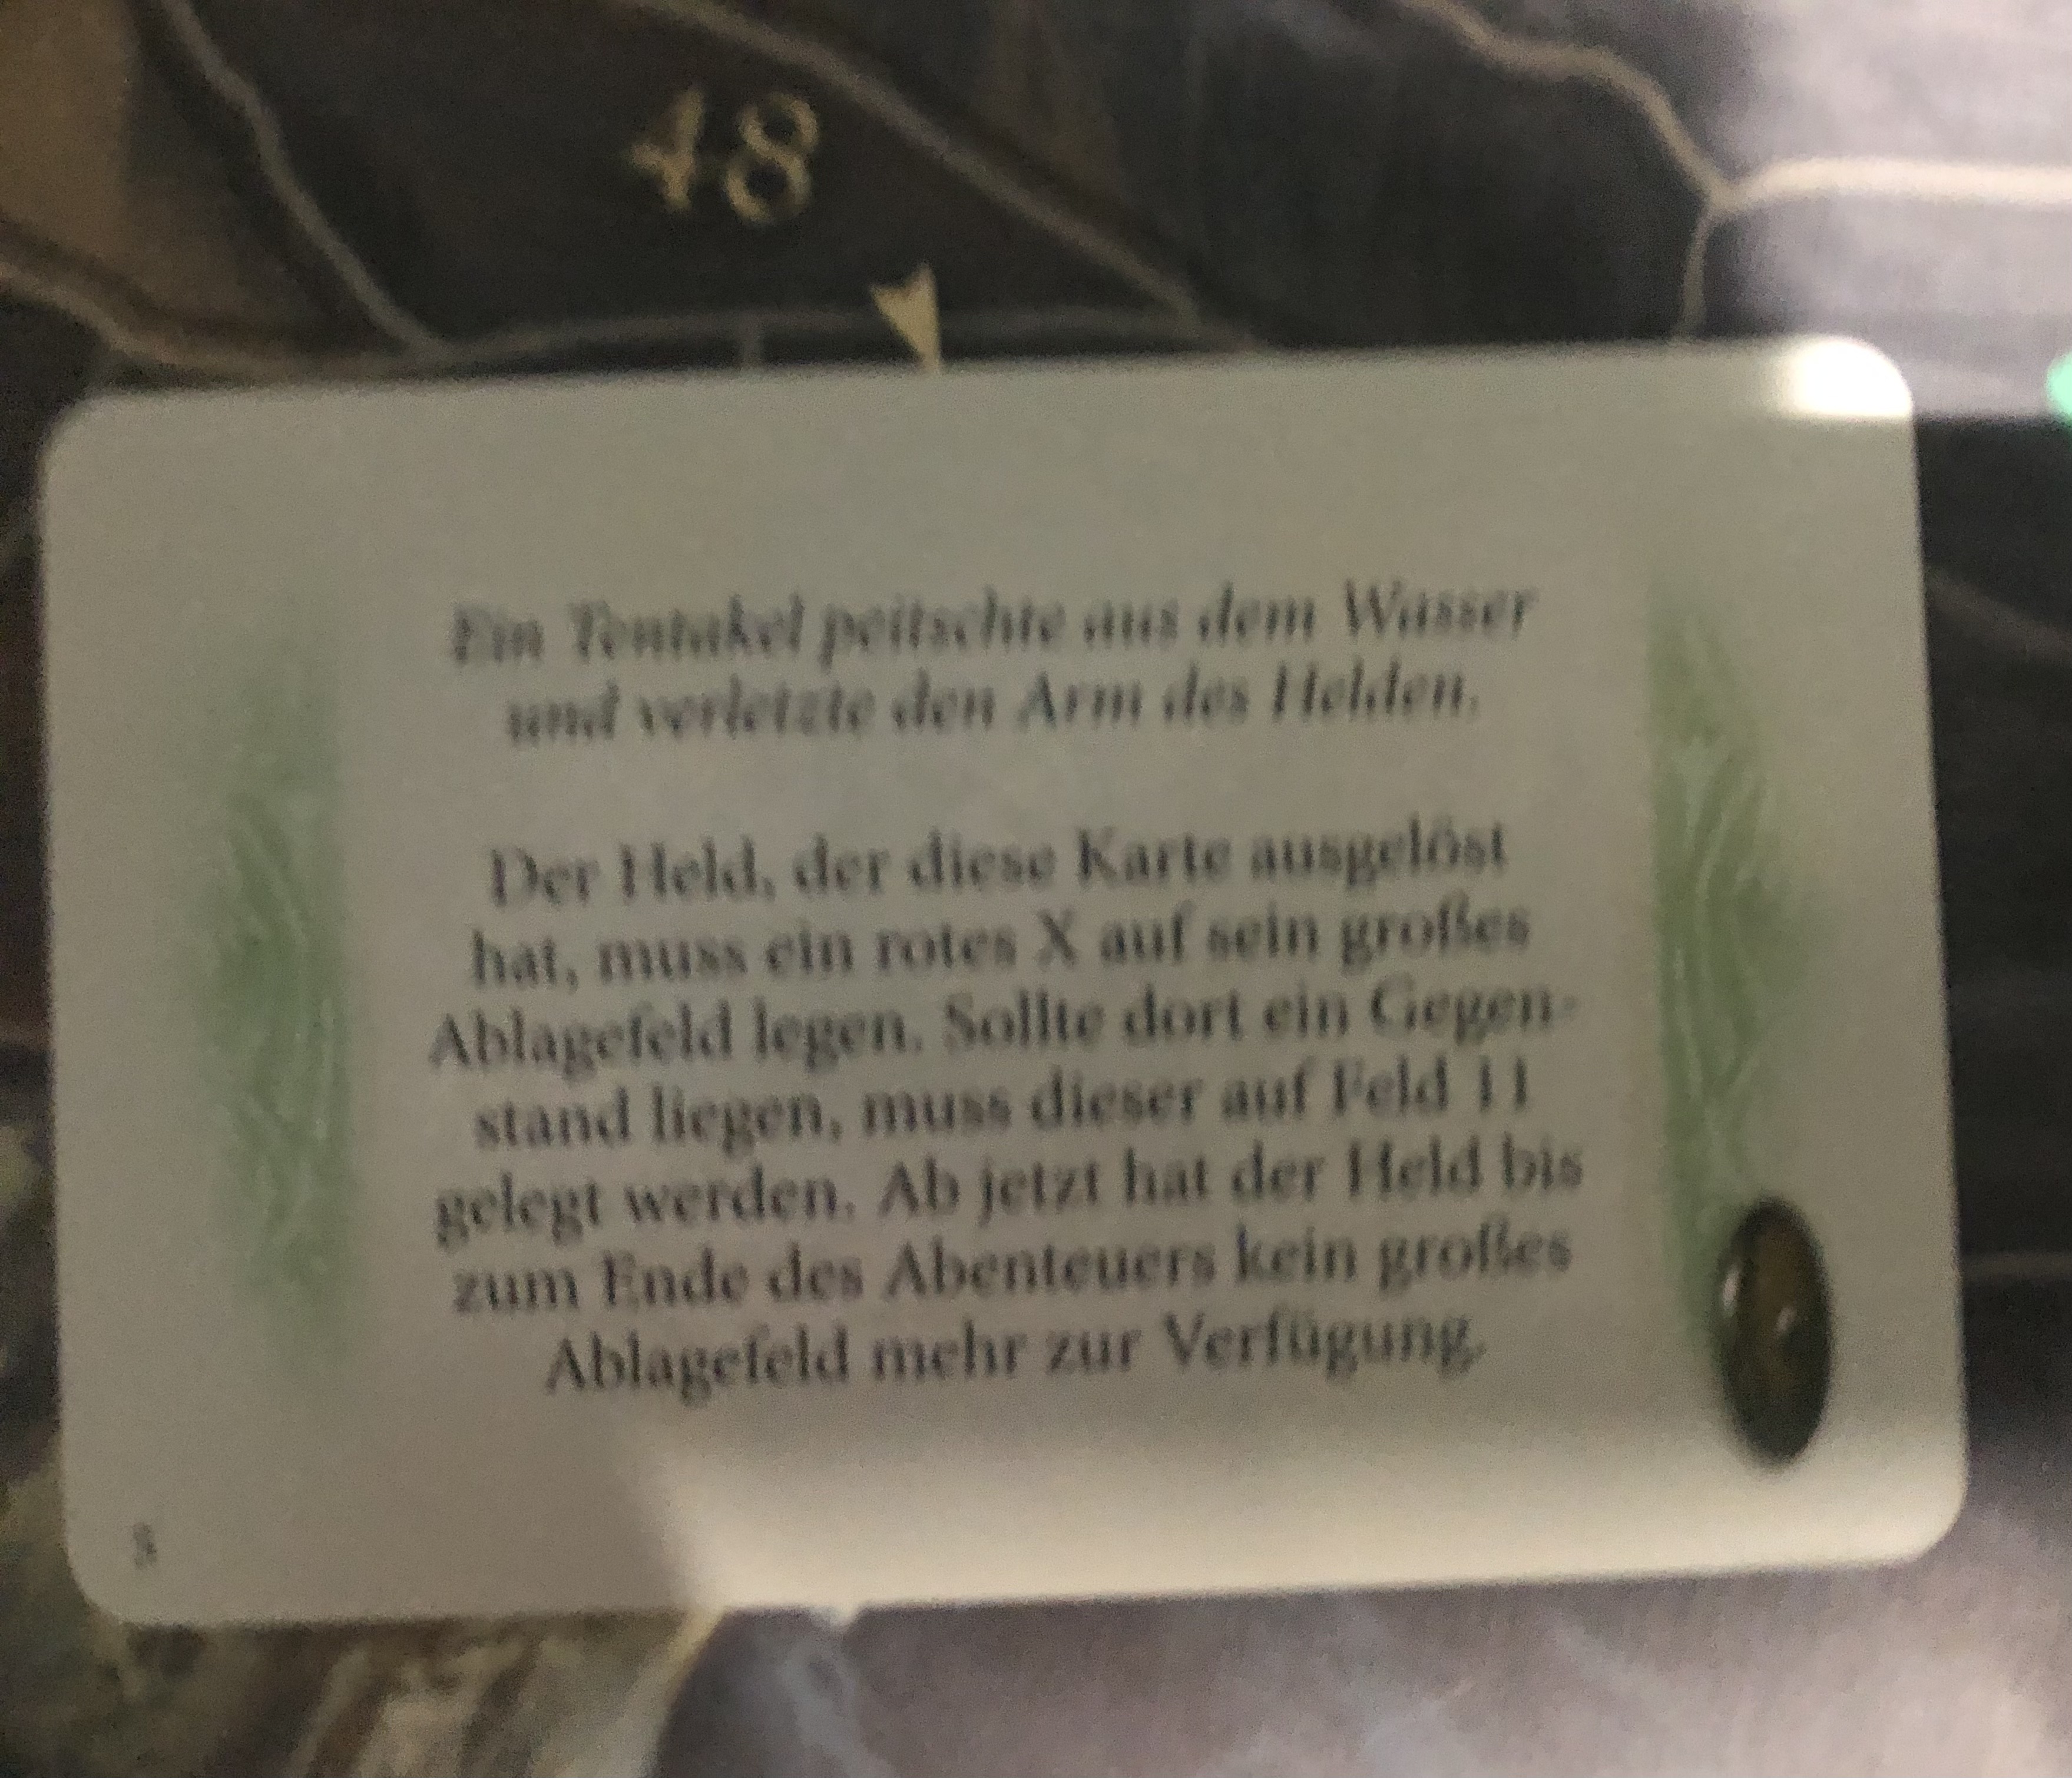 48
Ein Tentakel peitschte aus dem Wasser
und verletzte den Arm des Helden.
Der Held, der diese Karte ausgelöst
hat, muss ein rotes X auf sein großes
Ablagefeld legen. Sollte dort ein Gegen-
stand liegen, muss dieser auf Feld 11
gelegt werden. Ab jetzt hat der Held bis
zum Ende des Abenteuers kein großes
Ablagefeld mehr zur Verfügung.